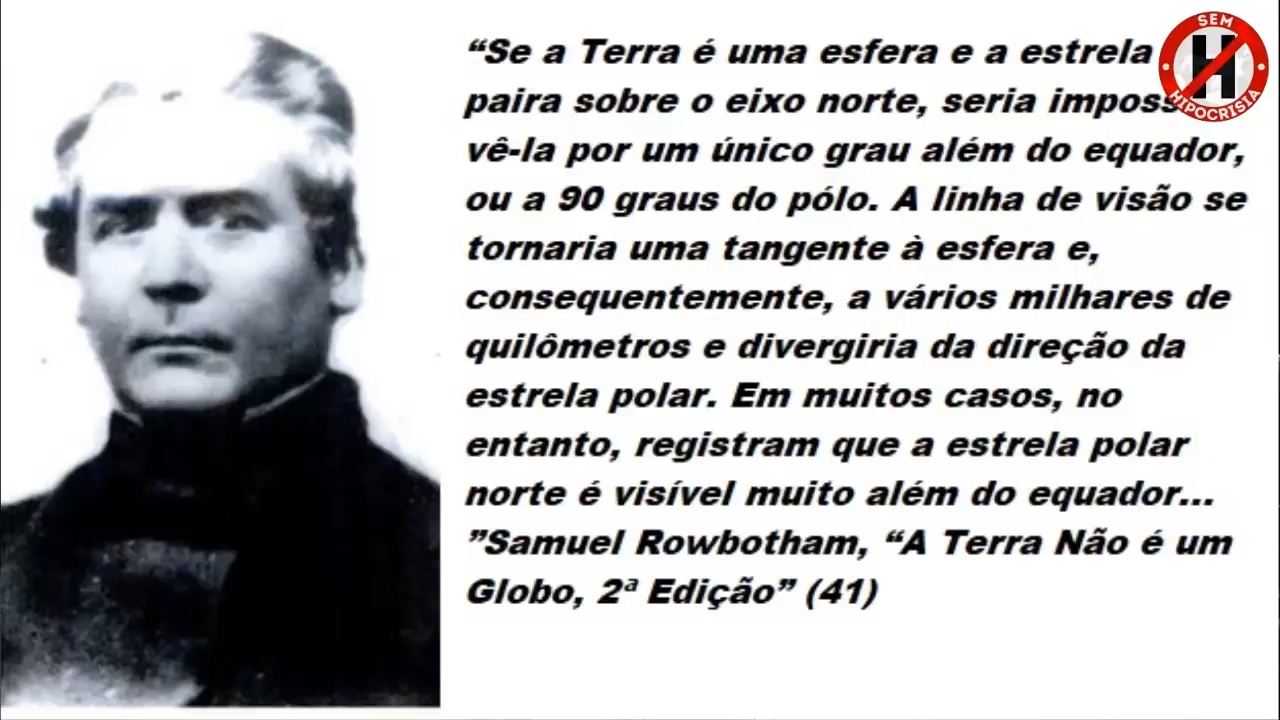 “Se a Terra é uma esfera e a estrela
paira sobre o eixo norte, seria
vê-la por um único grau além do equador,
ou a 90 graus do pólo. A linha de visão se
tornaria uma tangente à esfera e,
consequentemente, a vários milhares de
quilômetros e divergiria da direção da
estrela polar. Em muitos casos, no
entanto, registram que a estrela polar
norte é visível muito além do equador...
”Samuel Rowbotham, “A Terra Não é um
Globo, 2ª Edição” (41)
SEM
H
HIPOCRISIA